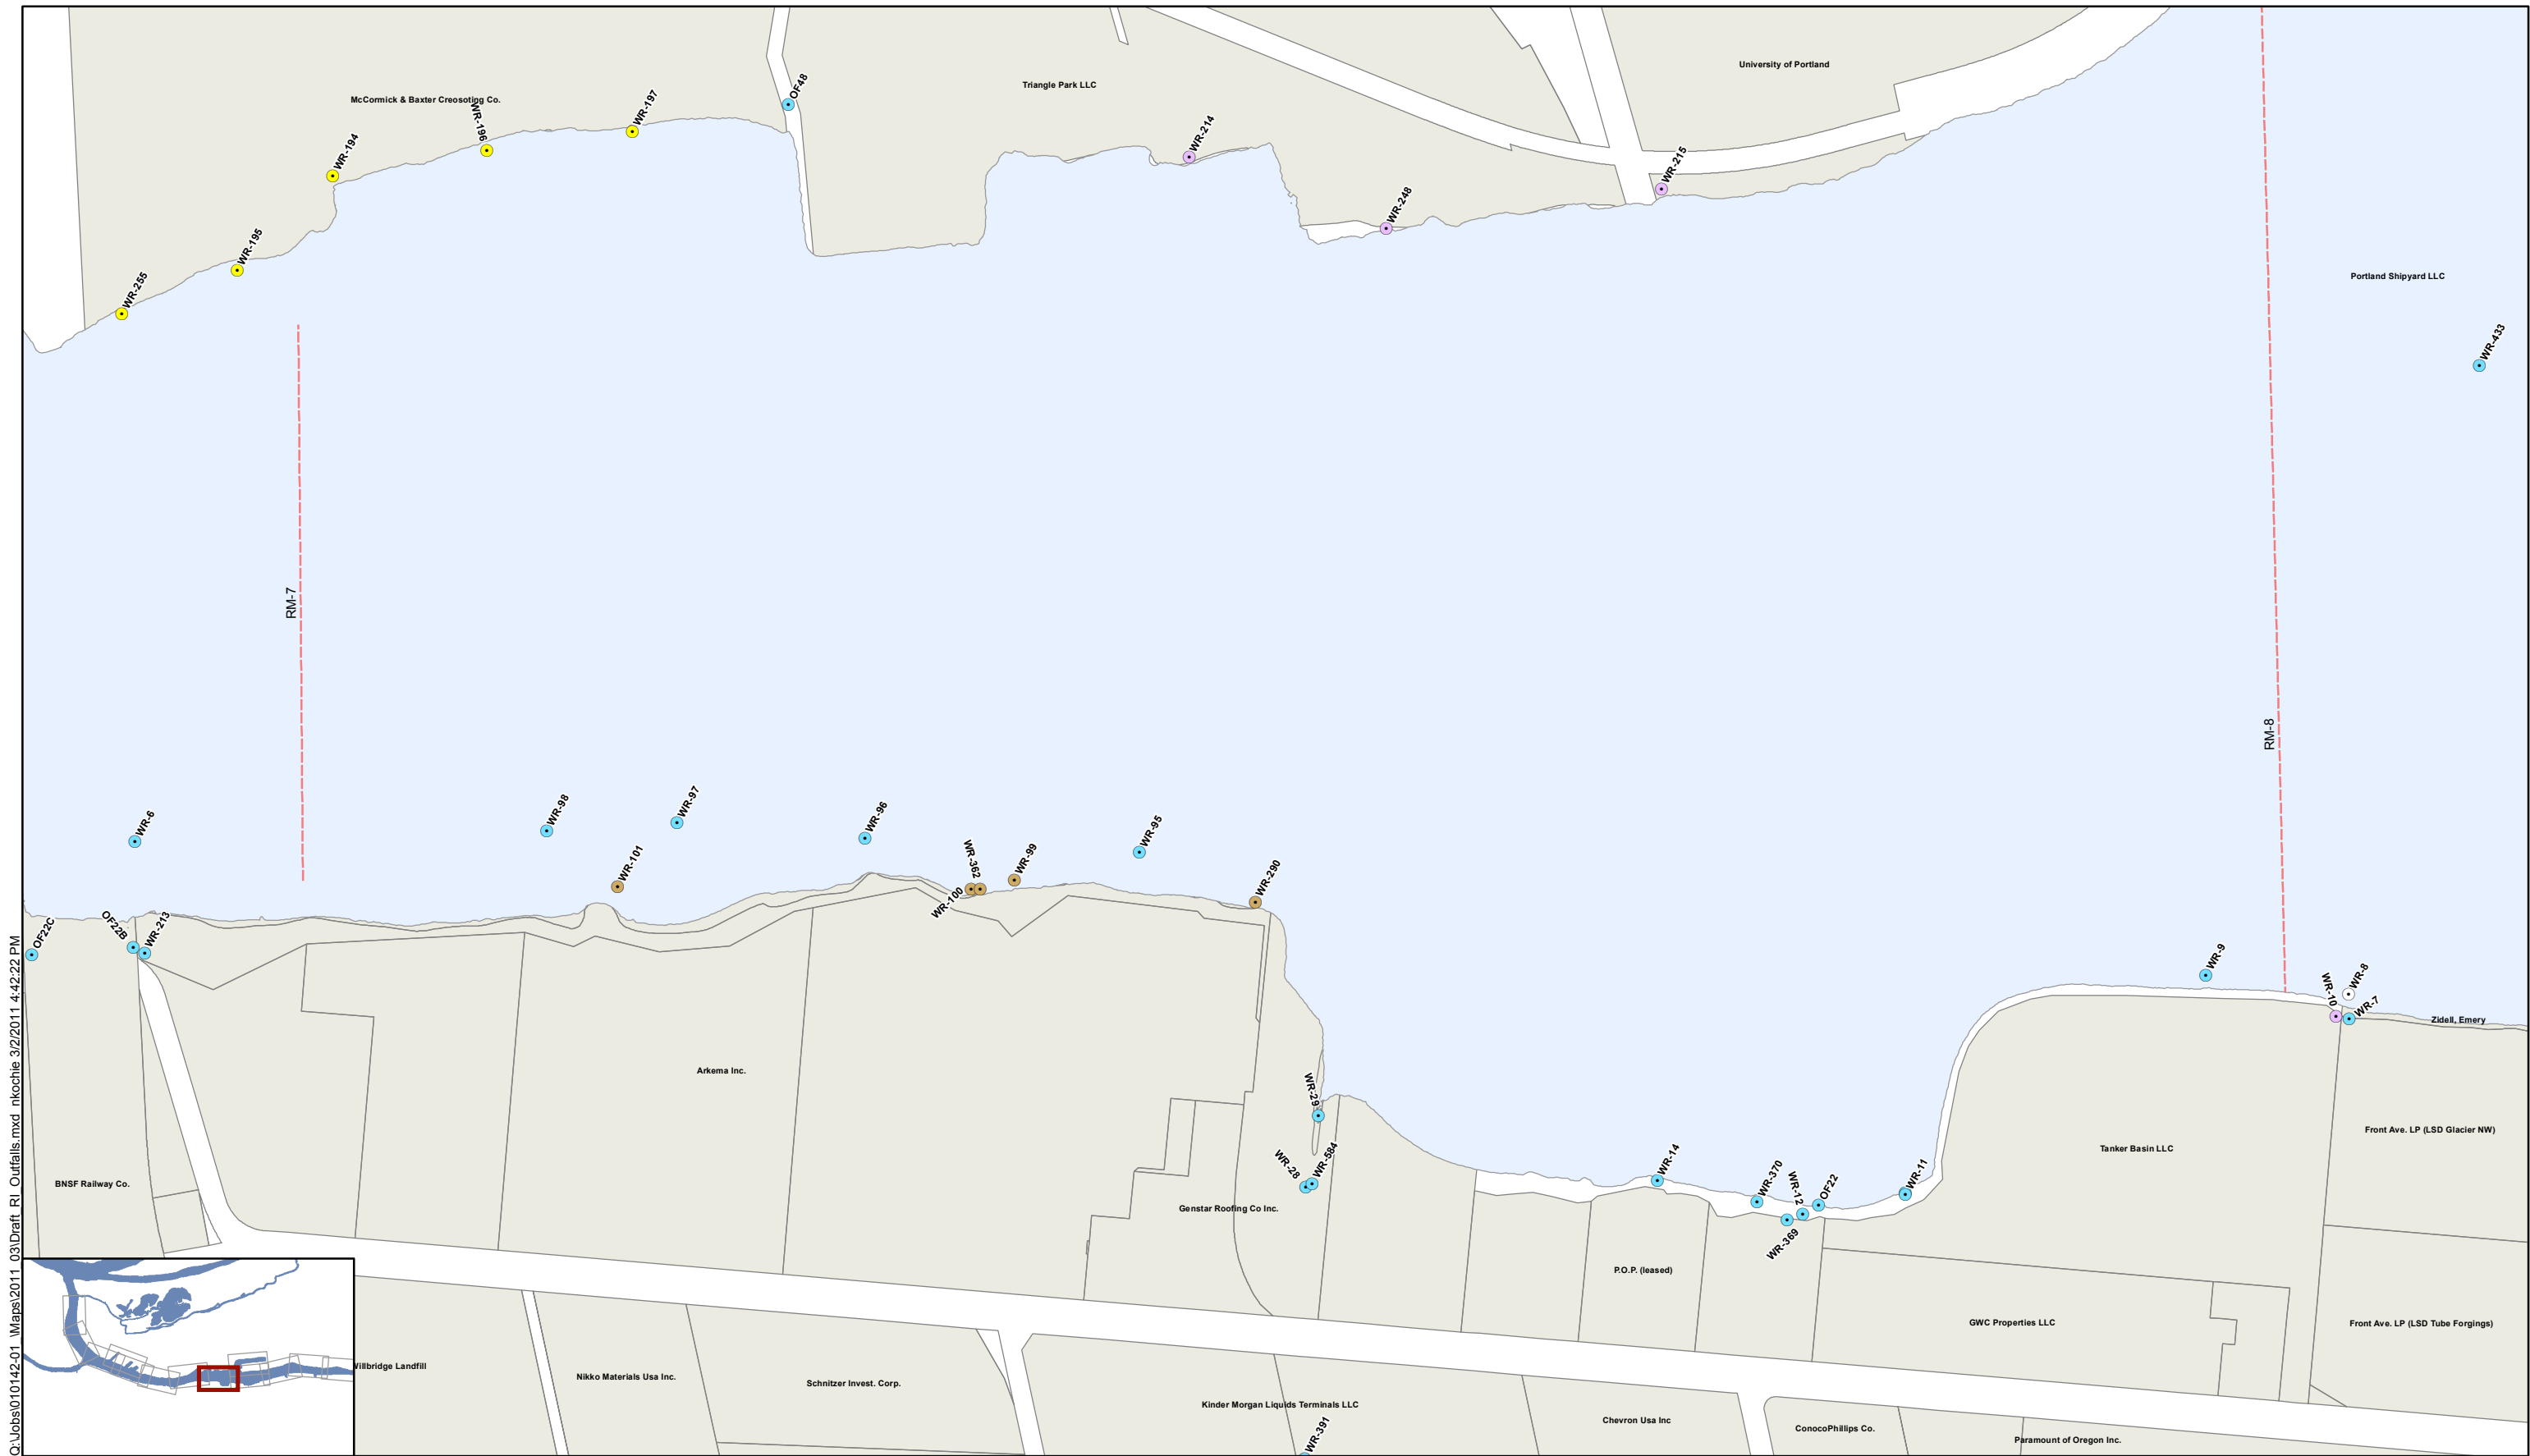 University of Portland
Triangle Park LLC
McCormick & Baxter Creosoting Co.
OF48
WR-197
WR-196
WR-194
WR-214
WR-215
WR-248
WR-195
WR-255
Portland Shipyard LLC
WR-433
RM-7
RM-8
WR-6
WR-98
WR-97
WR-96
WR-95
WR-101
WR-362
WR-99
WR-100
WR-290
OF22C
OF22B
WR-213
WR-9
WR-10
WR-8
WR-7
Zidell, Emery
Arkema Inc.
WR-29
Front Ave. LP (LSD Glacier NW)
Tanker Basin LLC
BNSF Railway Co.
WR-28
WR-584
WR-14
WR-370
WR-12
OF22
WR-11
Genstar Roofing Co Inc.
WR-369
P.O.P. (leased)
GWC Properties LLC
Front Ave. LP (LSD Tube Forgings)
Willbridge Landfill
Nikko Materials Usa Inc.
Schnitzer Invest. Corp.
Kinder Morgan Liquids Terminals LLC
WR-391
Chevron Usa Inc
ConocoPhillips Co.
Paramount of Oregon Inc.
Q:\Jobs\010142-01_\Maps\2011_03\Draft_RI_Outfalls.mxd nkochie 3/2/2011 4:42:22 PM